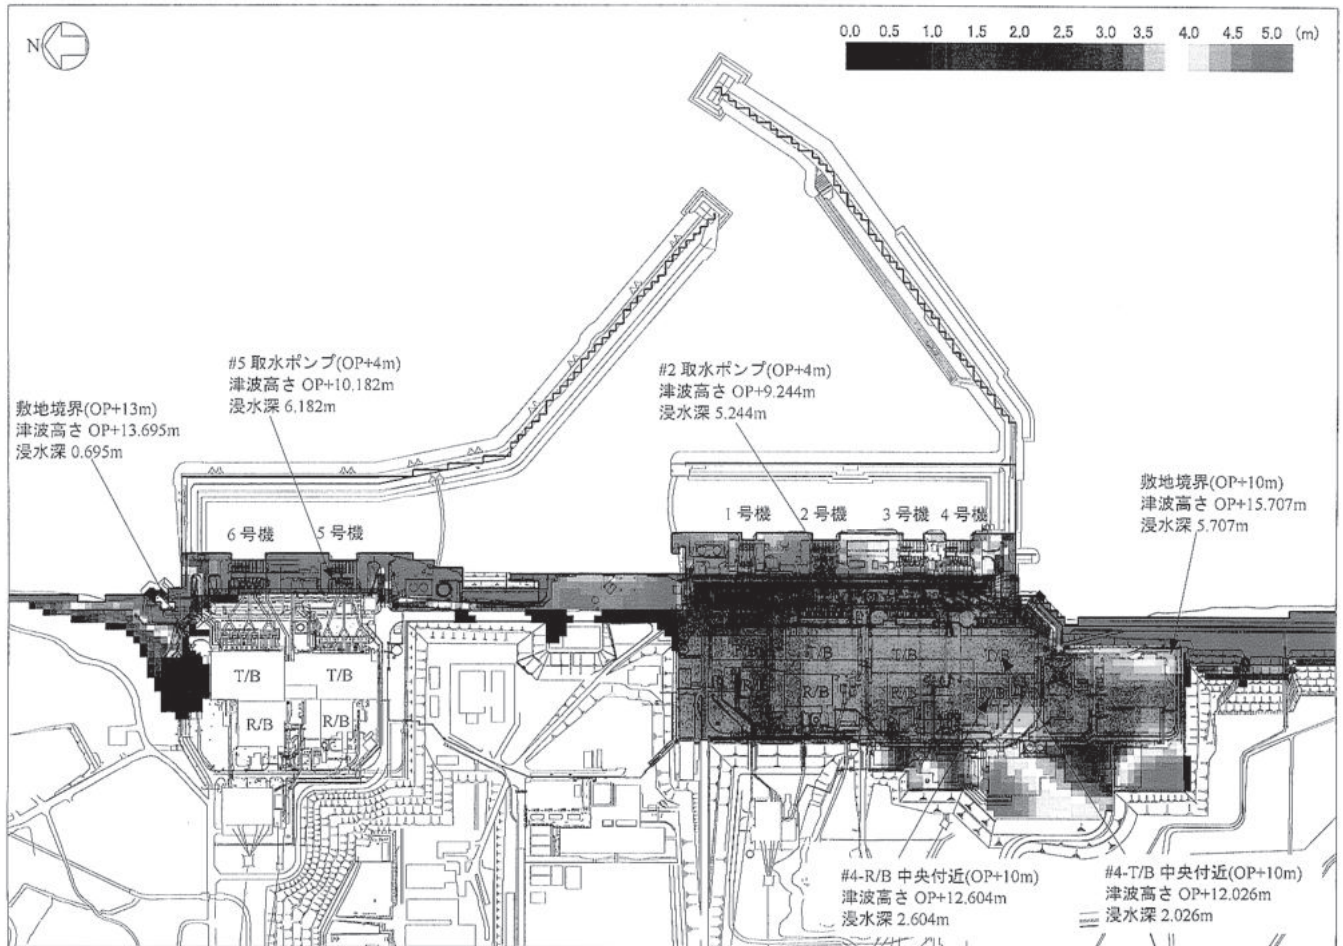 N
0.0 0.5 1.0 1.5 2.0 2.5 3.0 3.5 4.0 4.5 5.0 (m)
#5 取水ポンプ(OP+4m)
津波高さ OP+10.182m
浸水深 6.182m
#2 取水ポンプ(OP+4m)
津波高さ OP+9.244m
浸水深 5.244m
敷地境界(OP+13m)
津波高さ OP+13.695m
浸水深 0.695m
敷地境界(OP+10m)
津波高さ OP+15.707m
浸水深 5.707m
6 号機 5 号機
1 号機 2 号機 3 号機 4 号機
T/B T/B
R/B R/B
T/B T/B T/B
R/B R/B R/B
#4-R/B 中央付近(OP+10m)
津波高さ OP+12.604m
浸水深 2.604m
#4-T/B 中央付近(OP+10m)
津波高さ OP+12.026m
浸水深 2.026m